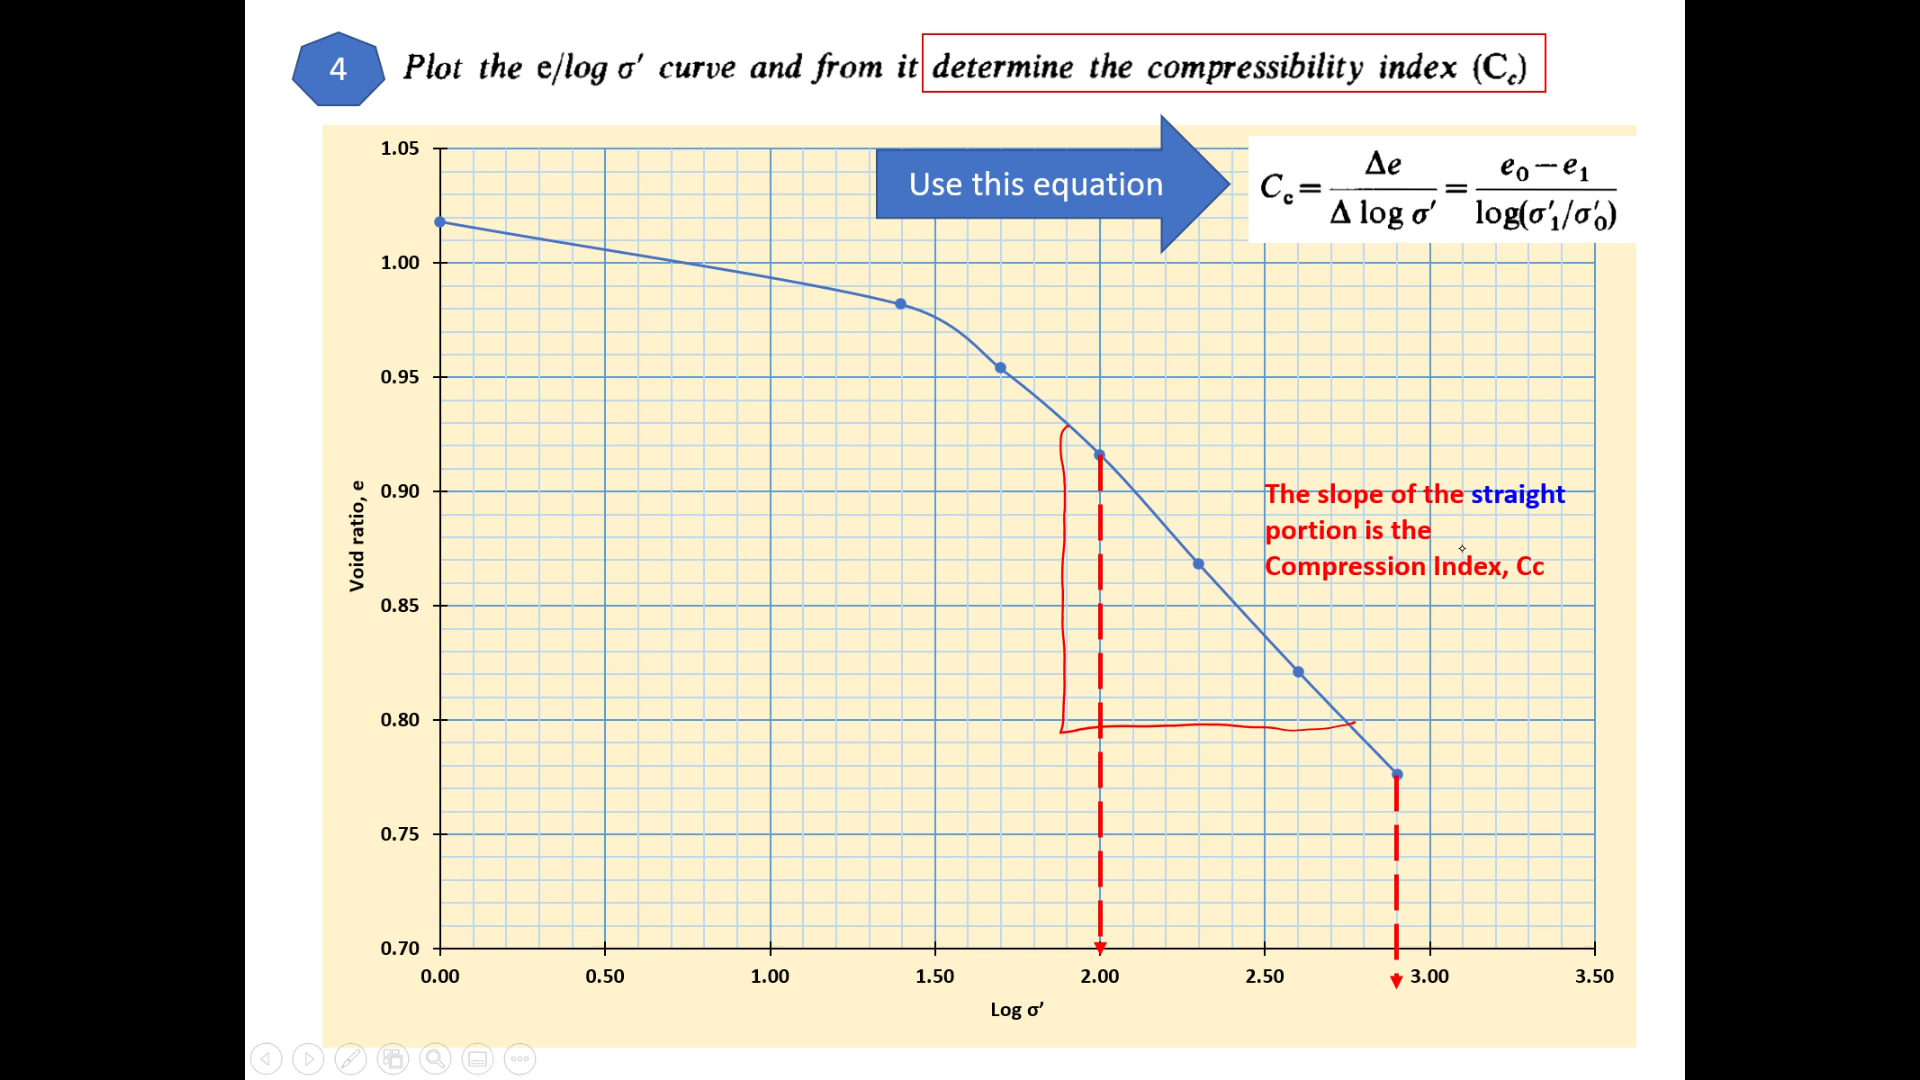 4
Plot the e/log σ′ curve and from it determine the compressibility index (Cc)
Use this equation
Cc = Δe / Δ log σ′ = e0 − e1 / log(σ′1/σ′0)
1.05
1.00
0.95
0.90
0.85
0.80
0.75
0.70
Void ratio, e
The slope of the straight
portion is the
Compression Index, Cc
0.00 0.50 1.00 1.50 2.00 2.50 3.00 3.50
Log σ′